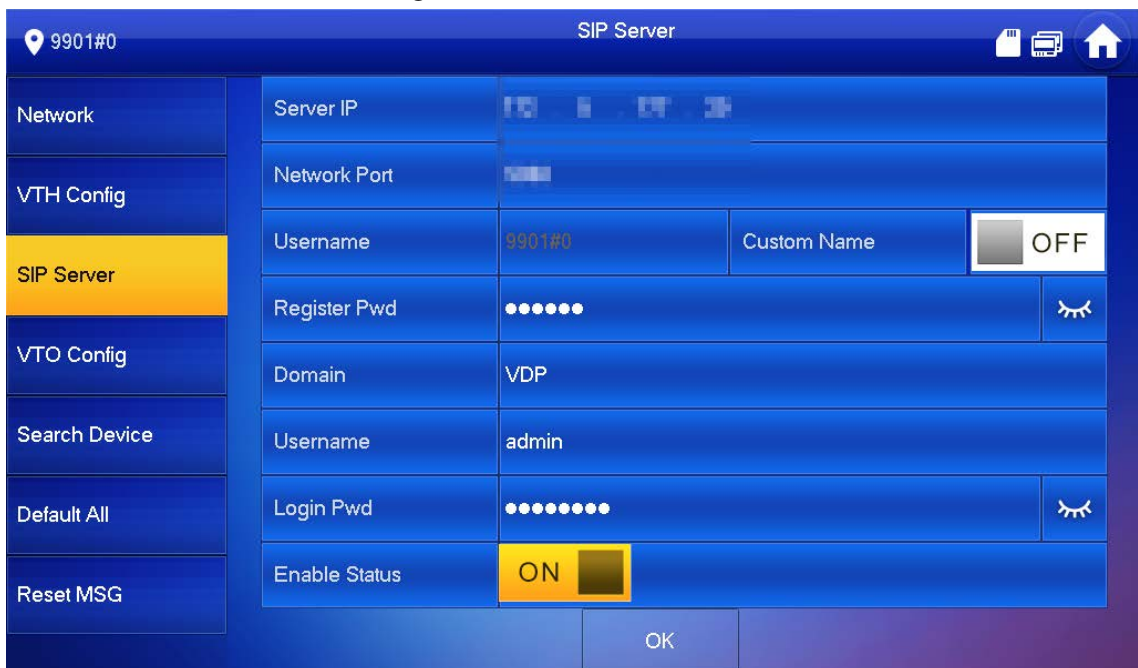 9901#0
SIP Server
Network
VTH Config
SIP Server
VTO Config
Search Device
Default All
Reset MSG
Server IP
Network Port
Username 9901#0 Custom Name OFF
Register Pwd ●●●●●●
Domain VDP
Username admin
Login Pwd ●●●●●●●●
Enable Status ON
OK